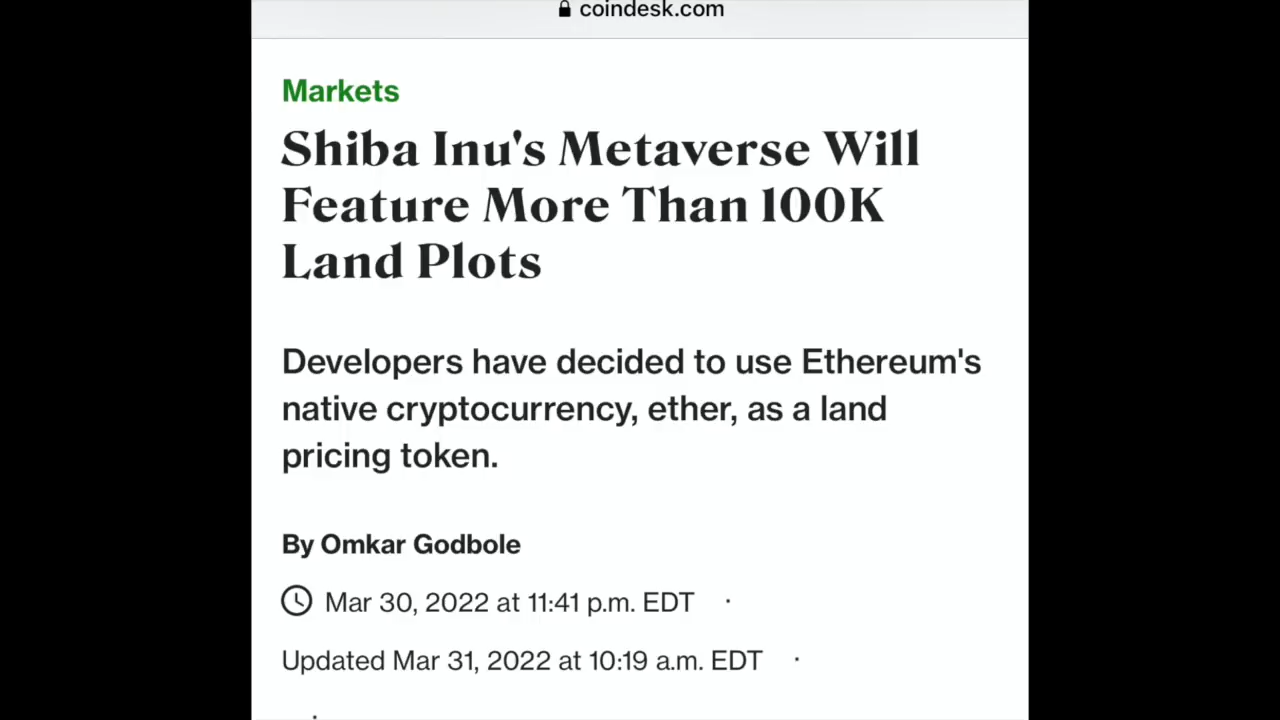 coindesk.com
Markets
Shiba Inu's Metaverse Will
Feature More Than 100K
Land Plots
Developers have decided to use Ethereum's
native cryptocurrency, ether, as a land
pricing token.
By Omkar Godbole
Mar 30, 2022 at 11:41 p.m. EDT ·
Updated Mar 31, 2022 at 10:19 a.m. EDT ·